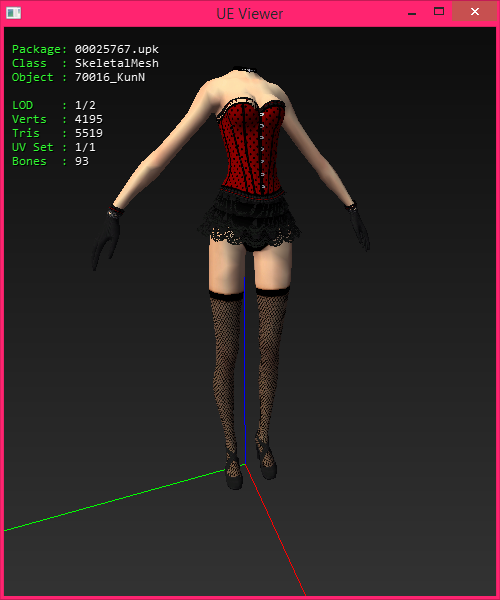 UE Viewer
Package: 00025767.upk
Class : SkeletalMesh
Object : 70016_KunN
LOD : 1/2
Verts : 4195
Tris : 5519
UV Set : 1/1
Bones : 93